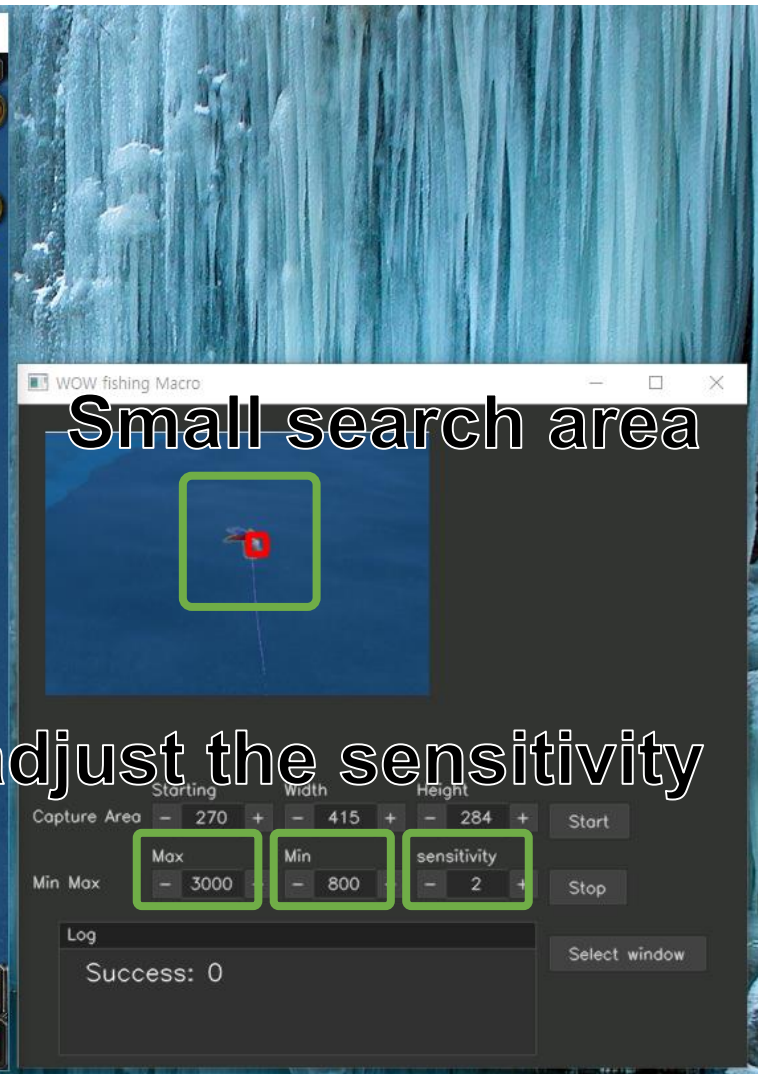 WOW fishing Macro
Small search area
adjust the sensitivity
Starting Width Height
Capture Area - 270 + - 415 + - 284 + Start
Max Min sensitivity
Min Max - 3000 + - 800 + - 2 + Stop
Log
Select window
Success: 0